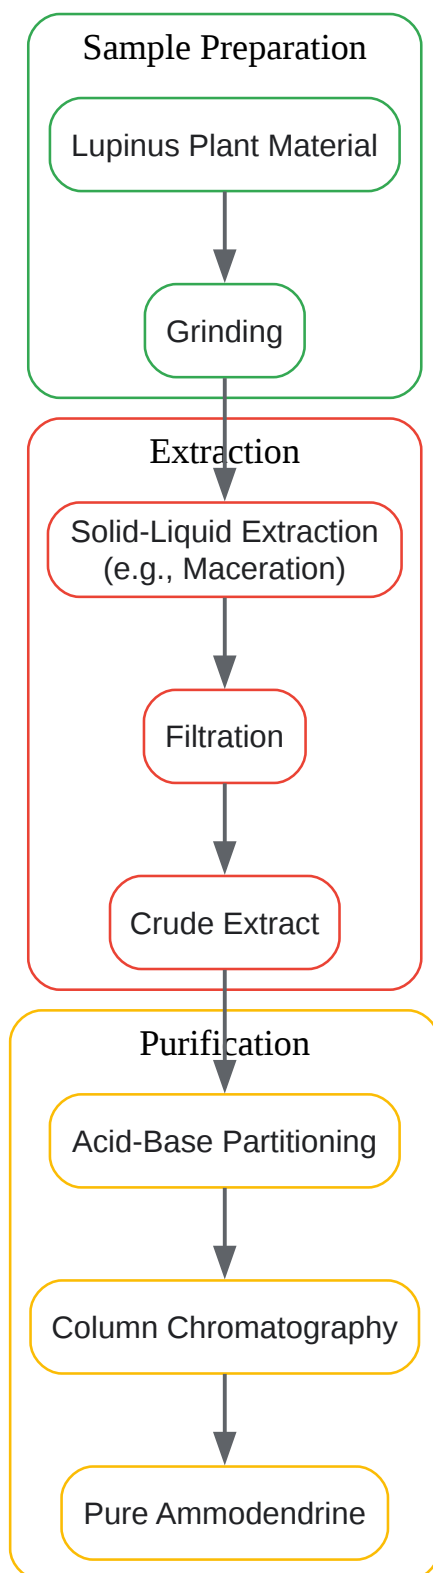 Sample Preparation
Lupinus Plant Material
Grinding
Extraction
Solid-Liquid Extraction
(e.g., Maceration)
Filtration
Crude Extract
Purification
Acid-Base Partitioning
Column Chromatography
Pure Ammodendrine